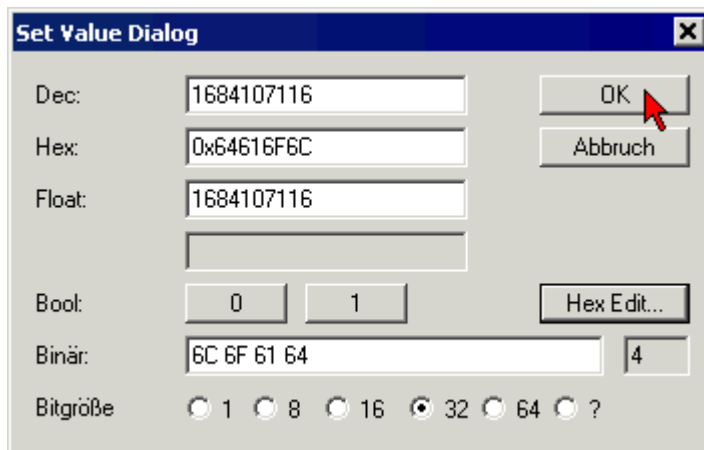 Set Value Dialog
Dec: 1684107116 OK
Hex: 0x64616F6C Abbruch
Float: 1684107116
Bool: 0 1 Hex Edit...
Binär: 6C 6F 61 64 4
Bitgröße 1 8 16 32 64 ?